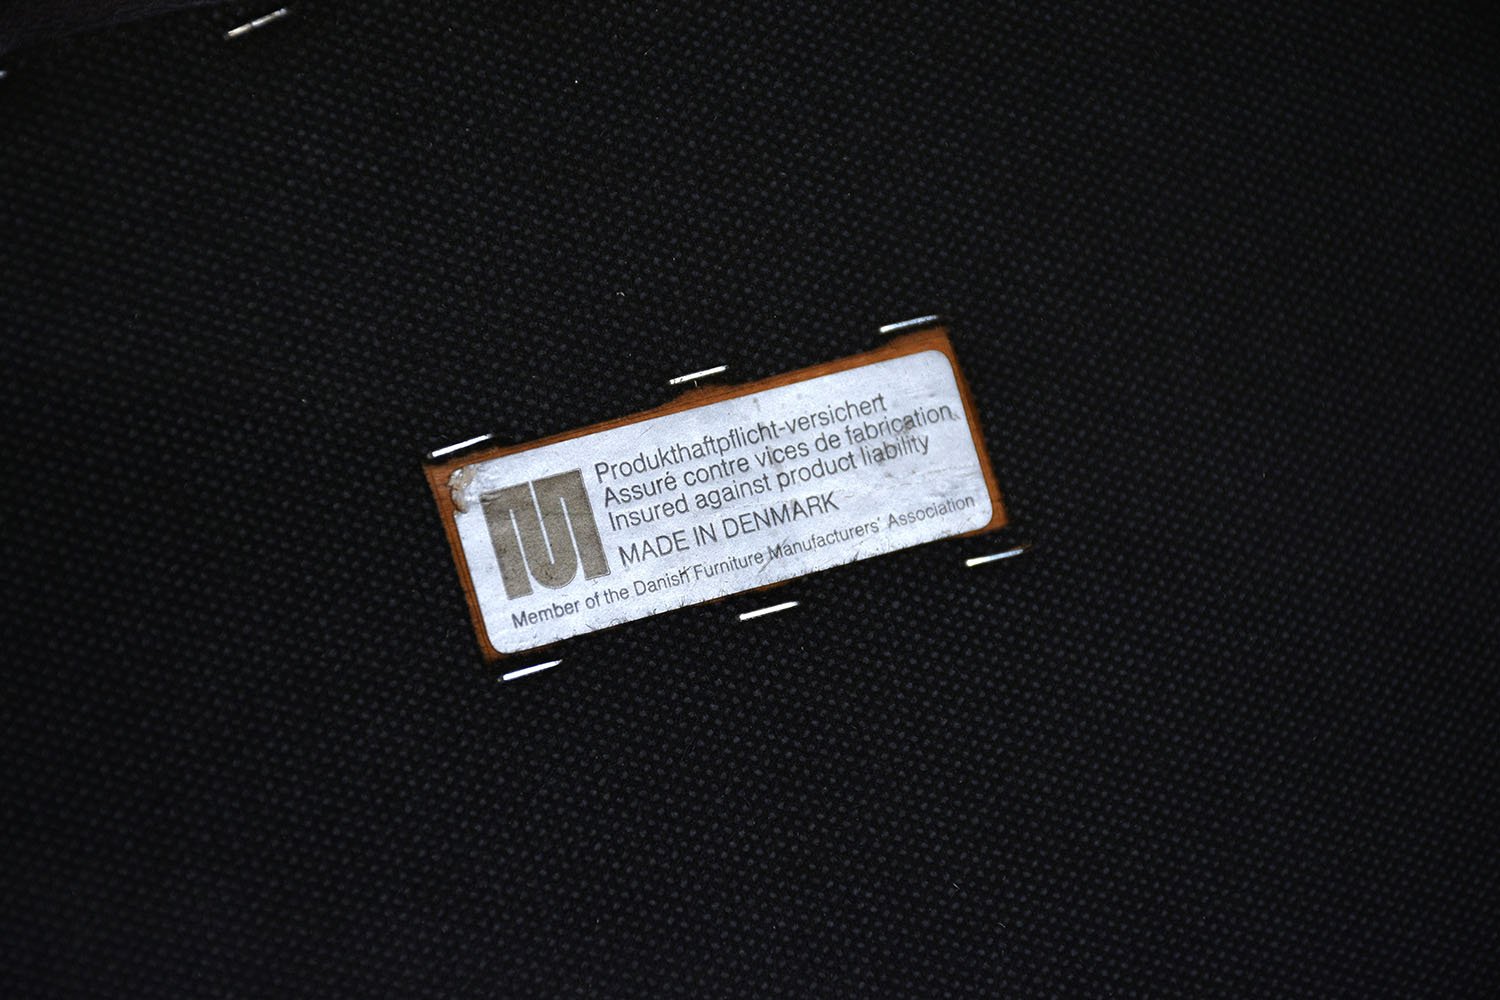 Produkthaftpflicht-versichert
Assuré contre vices de fabrication
Insured against product liability
MADE IN DENMARK
Member of the Danish Furniture Manufacturers' Association